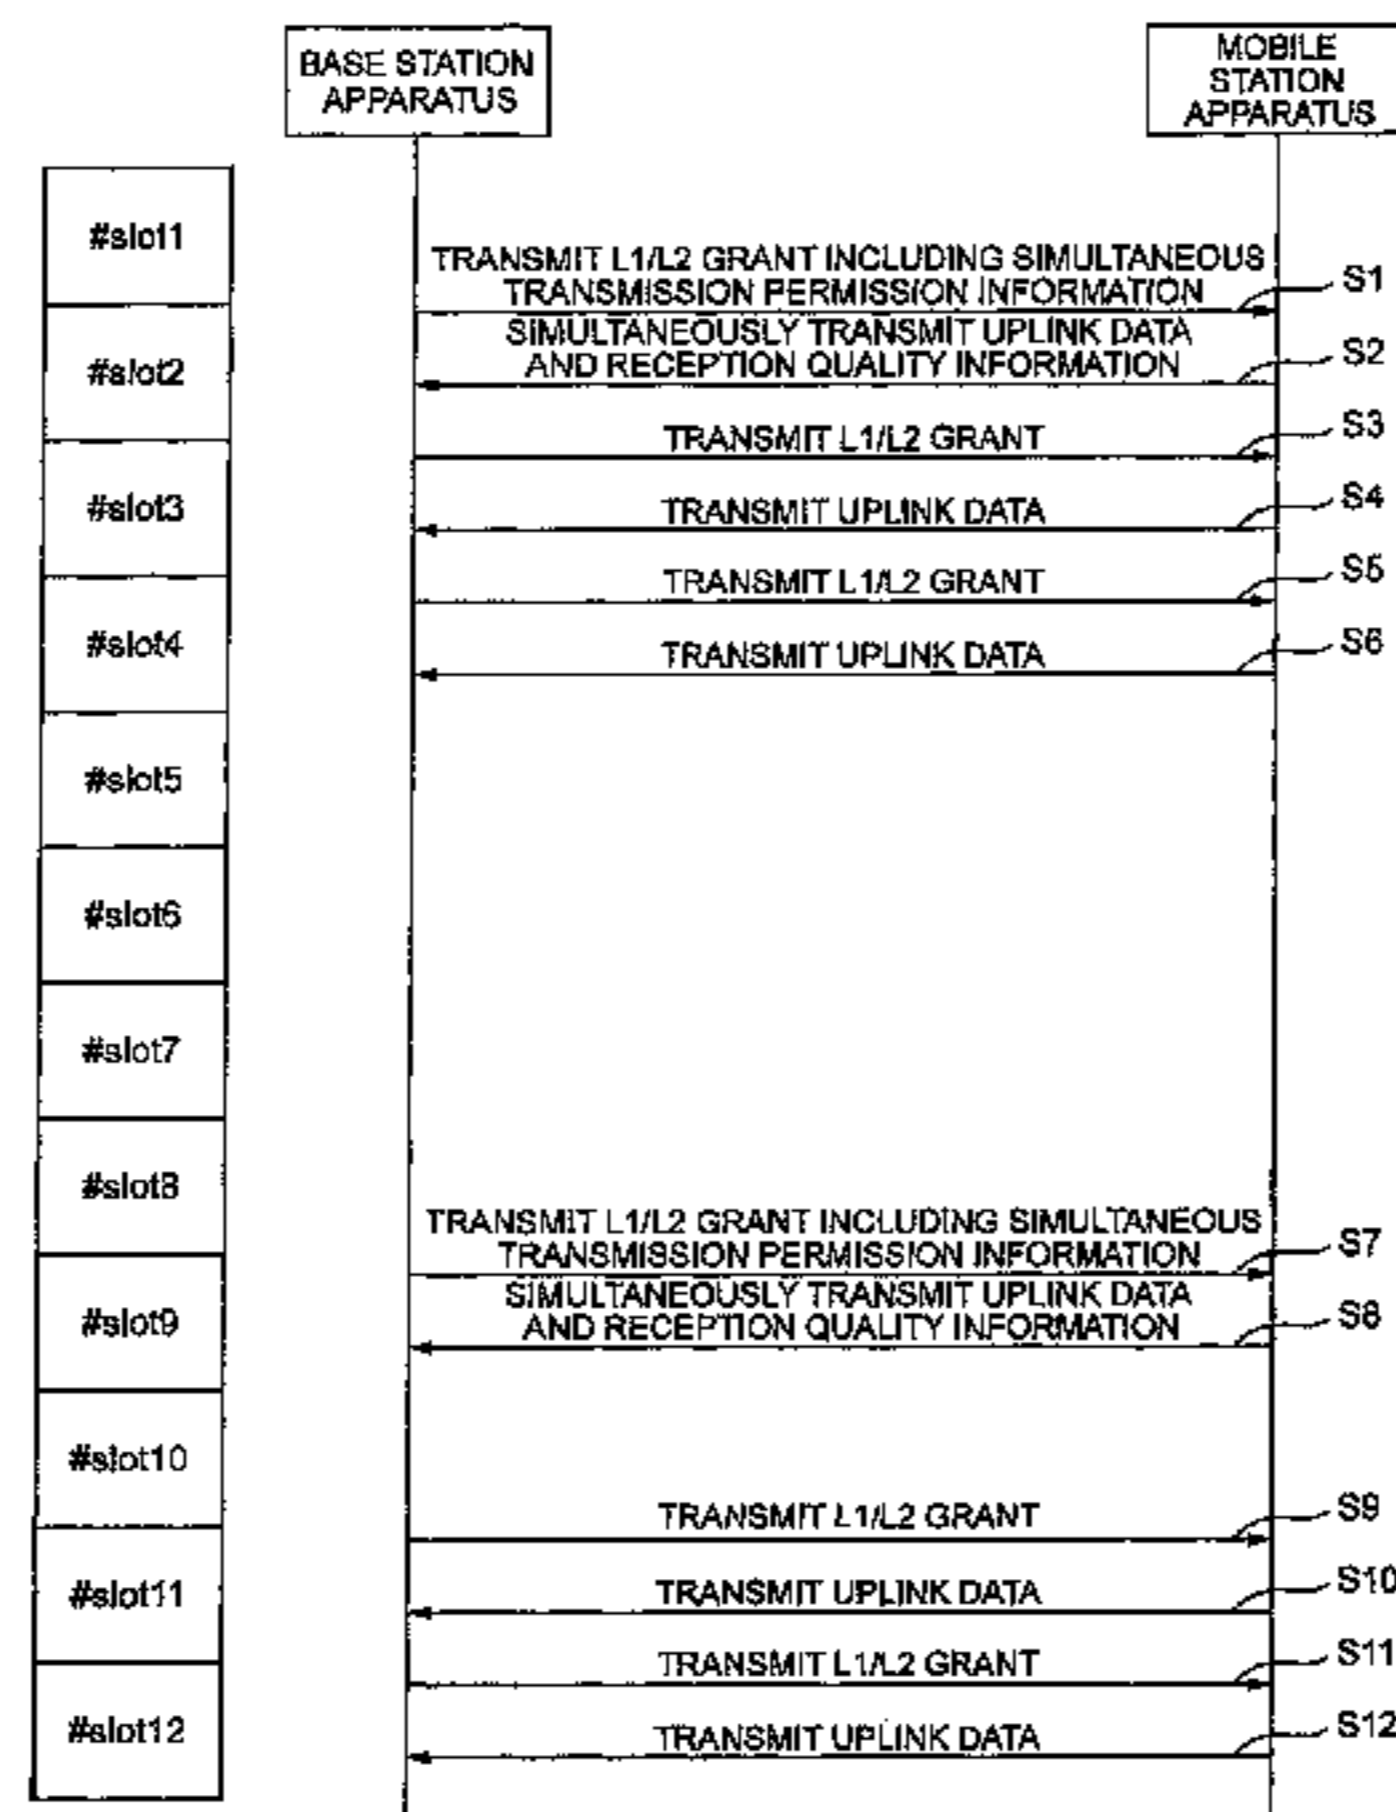 BASE STATION
APPARATUS
MOBILE
STATION
APPARATUS
#slot1
TRANSMIT L1/L2 GRANT INCLUDING SIMULTANEOUS
TRANSMISSION PERMISSION INFORMATION
S1
#slot2
SIMULTANEOUSLY TRANSMIT UPLINK DATA
AND RECEPTION QUALITY INFORMATION
S2
TRANSMIT L1/L2 GRANT
S3
#slot3
TRANSMIT UPLINK DATA
S4
TRANSMIT L1/L2 GRANT
S5
#slot4
TRANSMIT UPLINK DATA
S6
#slot5
#slot6
#slot7
#slot8
TRANSMIT L1/L2 GRANT INCLUDING SIMULTANEOUS
TRANSMISSION PERMISSION INFORMATION
S7
#slot9
SIMULTANEOUSLY TRANSMIT UPLINK DATA
AND RECEPTION QUALITY INFORMATION
S8
#slot10
TRANSMIT L1/L2 GRANT
S9
#slot11
TRANSMIT UPLINK DATA
S10
TRANSMIT L1/L2 GRANT
S11
#slot12
TRANSMIT UPLINK DATA
S12